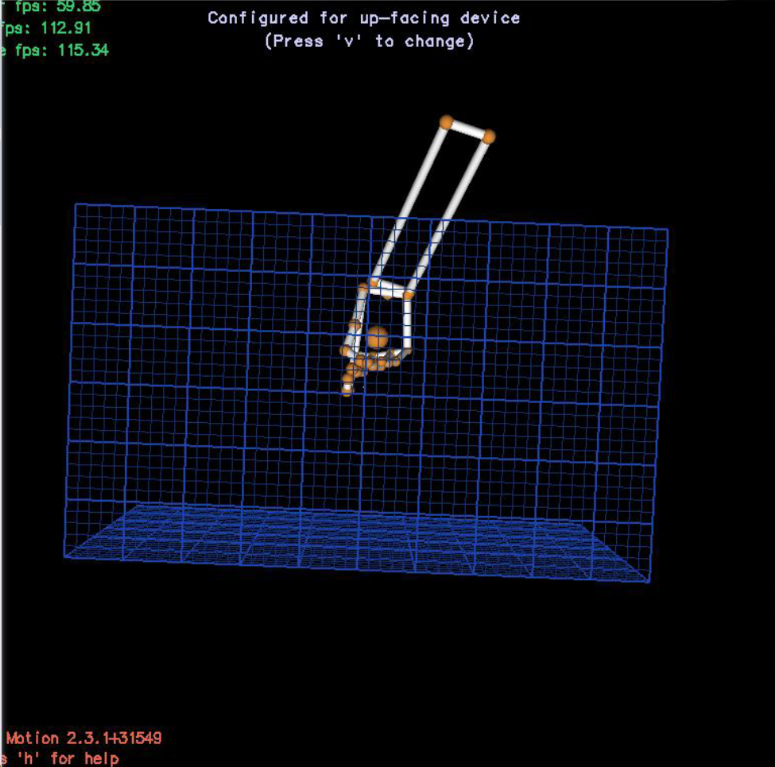 fps: 59.85
Configured for up-facing device
fps: 112.91
(Press 'v' to change)
fps: 115.34
Motion 2.3.1+31549
'h' for help